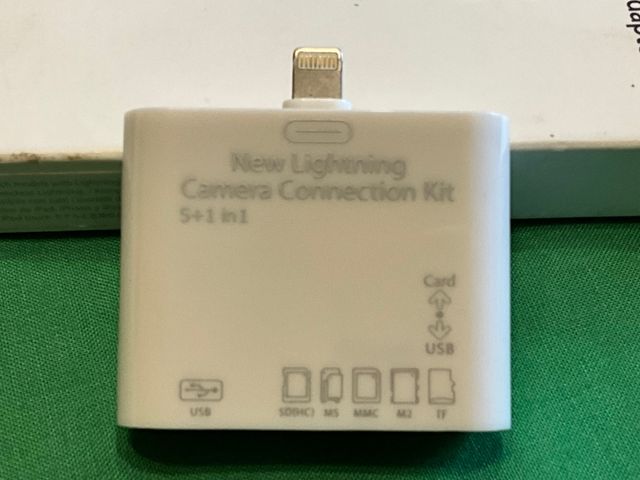 New Lightning
Camera Connection Kit
5+1 in1
Card
USB
USB SD(HC) MS MMC M2 TF